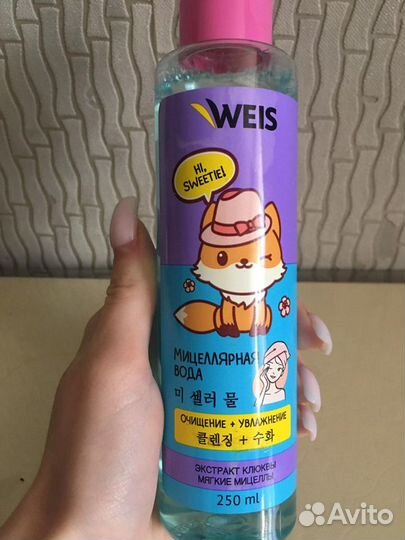 WEIS
HI,
SWEETIE!
МИЦЕЛЛЯРНАЯ
ВОДА
미 셀러 물
ОЧИЩЕНИЕ + УВЛАЖНЕНИЕ
클렌징 + 수화
ЭКСТРАКТ КЛЮКВЫ
МЯГКИЕ МИЦЕЛЛЫ
250 ml
Avito